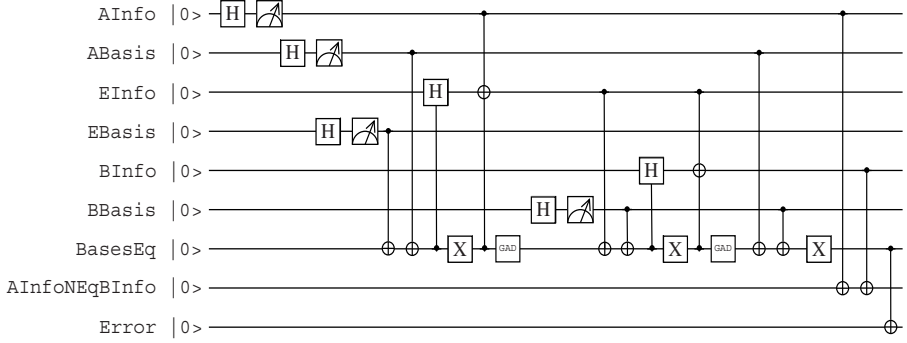 AInfo |0> H
ABasis |0> H
EInfo |0> H
EBasis |0> H
BInfo |0> H
BBasis |0> H
BasesEq |0> X GAD X GAD X
AInfoNEqBInfo |0>
Error |0>